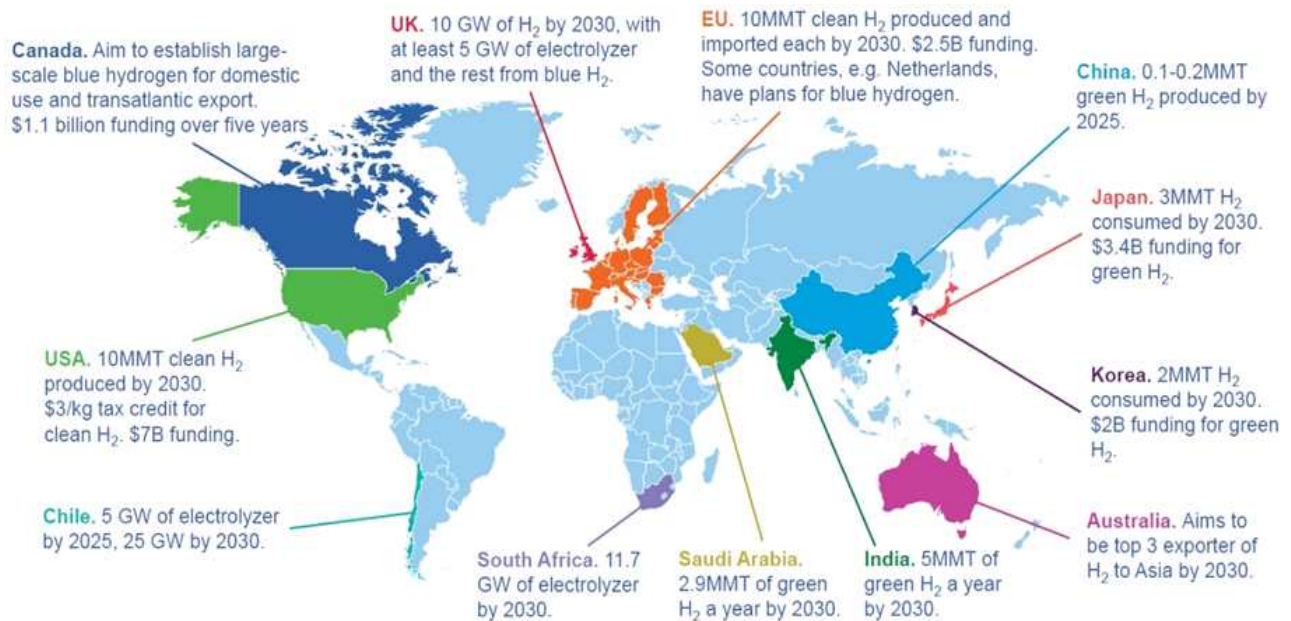 Canada. Aim to establish large-
scale blue hydrogen for domestic
use and transatlantic export.
$1.1 billion funding over five years
UK. 10 GW of H₂ by 2030, with
at least 5 GW of electrolyzer
and the rest from blue H₂.
EU. 10MMT clean H₂ produced and
imported each by 2030. $2.5B funding.
Some countries, e.g. Netherlands,
have plans for blue hydrogen.
China. 0.1-0.2MMT
green H₂ produced by
2025.
Japan. 3MMT H₂
consumed by 2030.
$3.4B funding for
green H₂.
USA. 10MMT clean H₂
produced by 2030.
$3/kg tax credit for
clean H₂. $7B funding.
Korea. 2MMT H₂
consumed by 2030.
$2B funding for green
H₂.
Chile. 5 GW of electrolyzer
by 2025, 25 GW by 2030.
South Africa. 11.7
GW of electrolyzer
by 2030.
Saudi Arabia.
2.9MMT of green
H₂ a year by 2030.
India. 5MMT of
green H₂ a year
by 2030.
Australia. Aims to
be top 3 exporter of
H₂ to Asia by 2030.